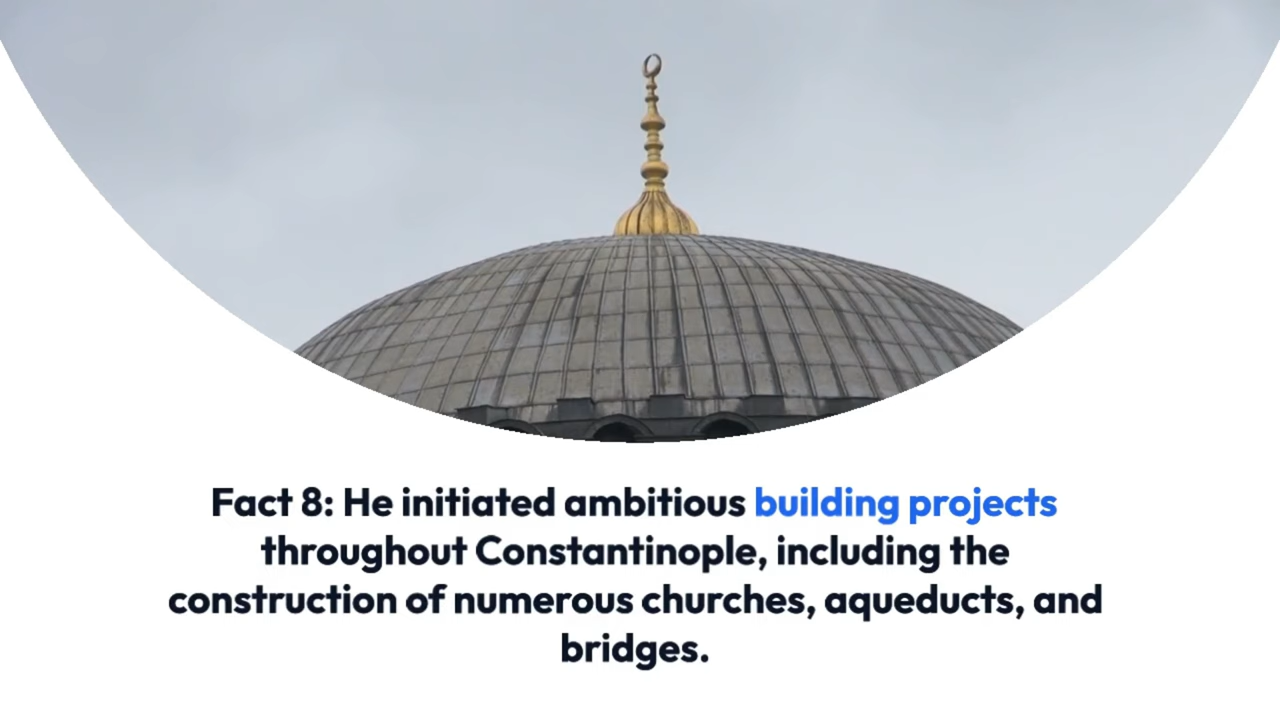 Fact 8: He initiated ambitious building projects
throughout Constantinople, including the
construction of numerous churches, aqueducts, and
bridges.